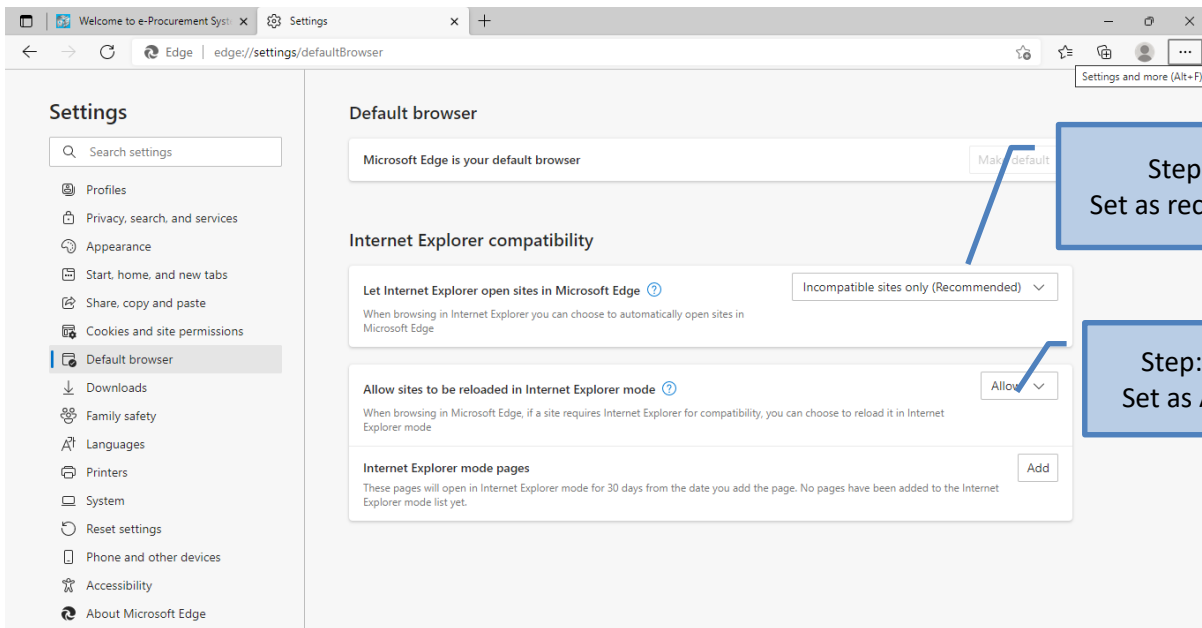 Welcome to e-Procurement Syst
Settings
Edge | edge://settings/defaultBrowser
Settings and more (Alt+F)
Settings
Search settings
Profiles
Privacy, search, and services
Appearance
Start, home, and new tabs
Share, copy and paste
Cookies and site permissions
Default browser
Downloads
Family safety
Languages
Printers
System
Reset settings
Phone and other devices
Accessibility
About Microsoft Edge
Default browser
Microsoft Edge is your default browser
Make default
Internet Explorer compatibility
Let Internet Explorer open sites in Microsoft Edge
Incompatible sites only (Recommended)
When browsing in Internet Explorer you can choose to automatically open sites in
Microsoft Edge
Allow sites to be reloaded in Internet Explorer mode
Allow
When browsing in Microsoft Edge, if a site requires Internet Explorer for compatibility, you can choose to reload it in Internet
Explorer mode
Internet Explorer mode pages
Add
These pages will open in Internet Explorer mode for 30 days from the date you add the page. No pages have been added to the Internet
Explorer mode list yet.
Step
Set as rec
Step:
Set as